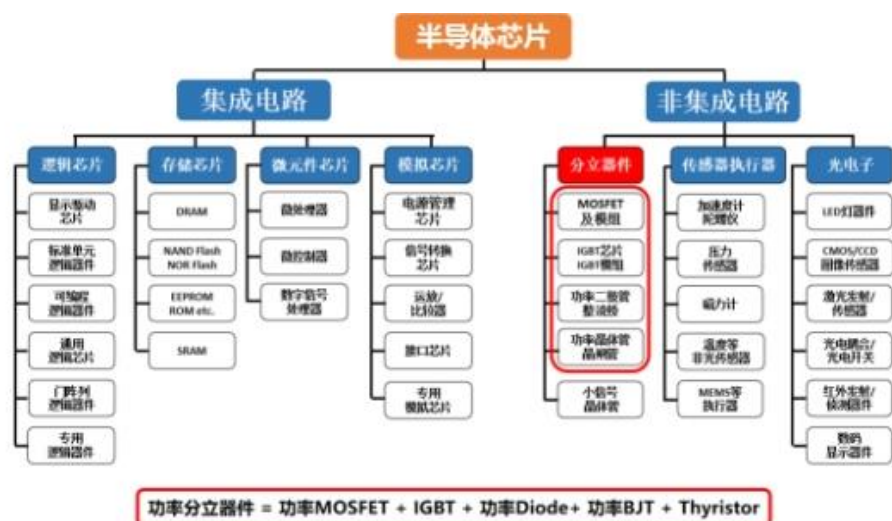 半导体芯片
集成电路
非集成电路
逻辑芯片
存储芯片
微元件芯片
模拟芯片
分立器件
传感器执行器
光电子
显示驱动
芯片
标准单元
逻辑器件
可编程
逻辑器件
通用
逻辑芯片
门阵列
逻辑器件
专用
逻辑器件
DRAM
NAND Flash
NOR Flash
EEPROM
ROM etc.
SRAM
微处理器
微控制器
数字信号
处理器
电源管理
芯片
信号转换
芯片
运放/
比较器
接口芯片
专用
模拟芯片
MOSFET
及模组
IGBT芯片
IGBT模组
功率二极管
整流桥
功率晶体管
晶闸管
小信号
晶体管
加速度计
陀螺仪
压力
传感器
磁力计
温度等
非光传感器
MEMS等
执行器
LED灯器件
CMOS/CCD
图像传感器
激光发射/
传感器
光电耦合/
光电开关
红外发射/
侦测器件
数码
显示器件
功率分立器件 = 功率MOSFET + IGBT + 功率Diode+ 功率BJT + Thyristor